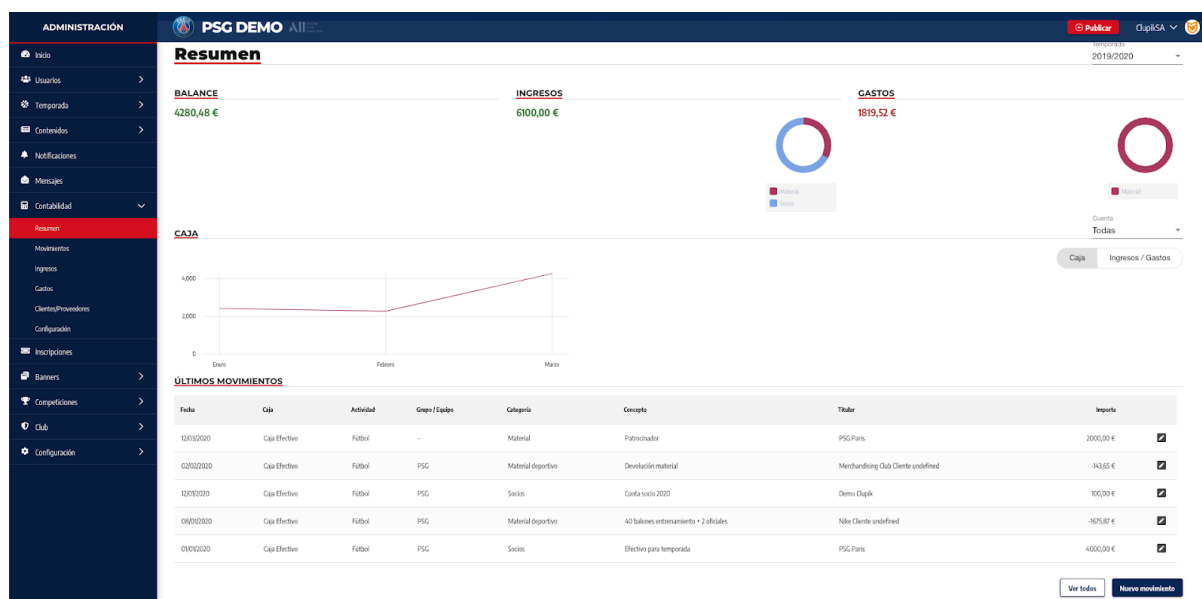 ADMINISTRACIÓN
PSG DEMO
Publicar
ClupikSA
Inicio
Usuarios
Temporada
Contenidos
Notificaciones
Mensajes
Contabilidad
Resumen
Movimientos
Ingresos
Gastos
Clientes/Proveedores
Configuración
Inscripciones
Banners
Competiciones
Club
Configuración
Resumen
Temporada
2019/2020
BALANCE
4280,48 €
INGRESOS
6100,00 €
Material
Socios
GASTOS
1819,52 €
Material
CAJA
Cuenta
Todas
Caja Ingresos / Gastos
4,000
2,000
0
Enero Febrero Marzo
ÚLTIMOS MOVIMIENTOS
Fecha Caja Actividad Grupo / Equipo Categoría Concepto Titular Importe
12/03/2020 Caja Efectivo Fútbol - Material Patrocinador PSG Paris 2000,00 €
02/02/2020 Caja Efectivo Fútbol PSG Material deportivo Devolución material Merchandising Club Cliente undefined -143,65 €
12/01/2020 Caja Efectivo Fútbol PSG Socios Cuota socio 2020 Demo Clupik 100,00 €
08/01/2020 Caja Efectivo Fútbol PSG Material deportivo 40 balones entrenamiento + 2 oficiales Nike Cliente undefined -1675,87 €
01/01/2020 Caja Efectivo Fútbol PSG Socios Efectivo para temporada PSG Paris 4000,00 €
Ver todos Nuevo movimiento